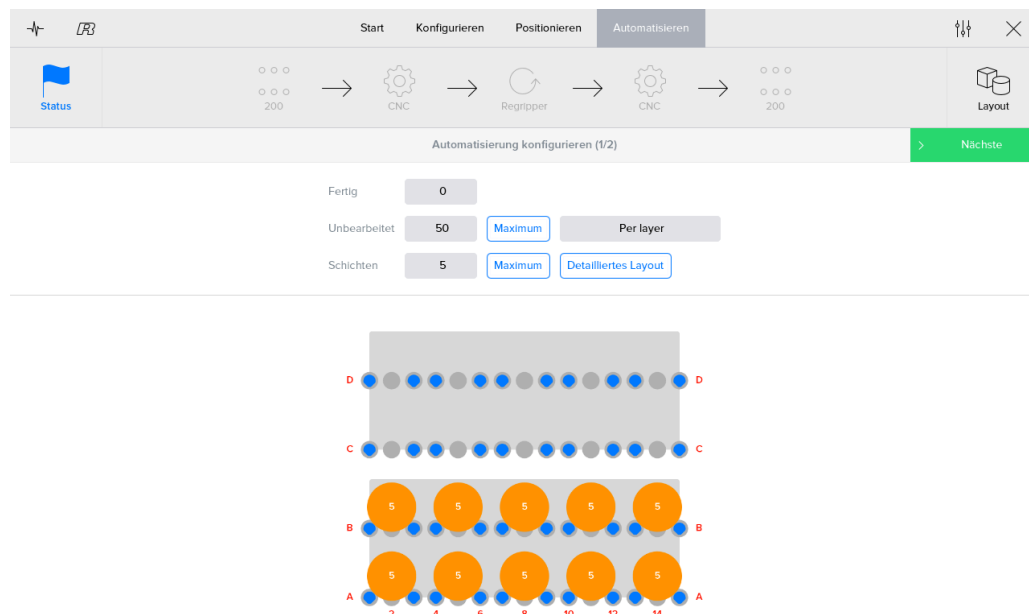 Start Konfigurieren Positionieren Automatisieren
Status 200 CNC Regripper CNC 200 Layout
Automatisierung konfigurieren (1/2) Nächste
Fertig 0
Unbearbeitet 50 Maximum Per layer
Schichten 5 Maximum Detailliertes Layout
D D
C C
5 5 5 5 5
B B
5 5 5 5 5
A A
2 4 6 8 10 12 14